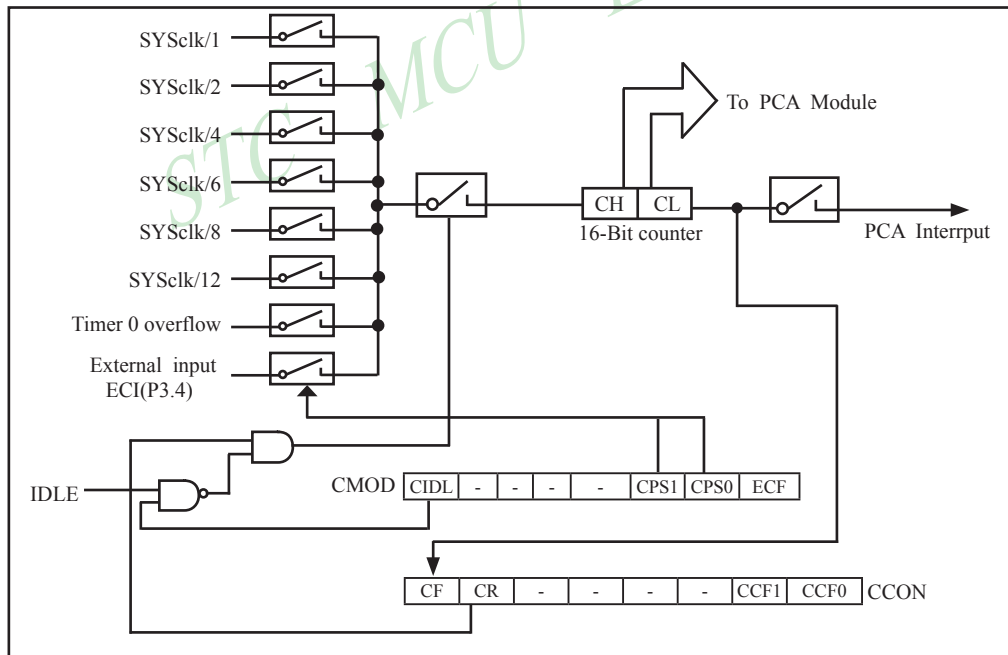 STC MCU
SYSclk/1
SYSclk/2
SYSclk/4
SYSclk/6
SYSclk/8
SYSclk/12
Timer 0 overflow
External input
ECI(P3.4)
To PCA Module
CH CL
16-Bit counter
PCA Interrput
IDLE
CMOD CIDL - - - - CPS1 CPS0 ECF
CF CR - - - - CCF1 CCF0 CCON